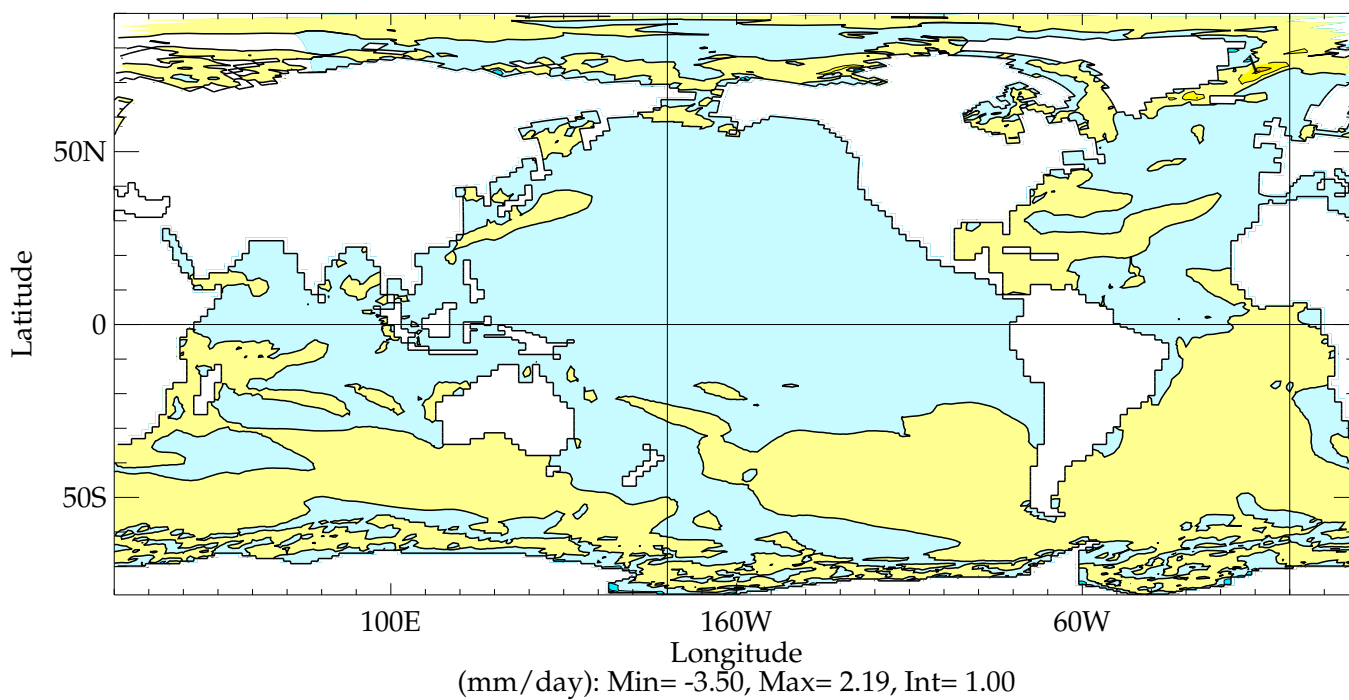 50N
0
50S
Latitude
100E
160W
60W
Longitude
(mm/day): Min= -3.50, Max= 2.19, Int= 1.00